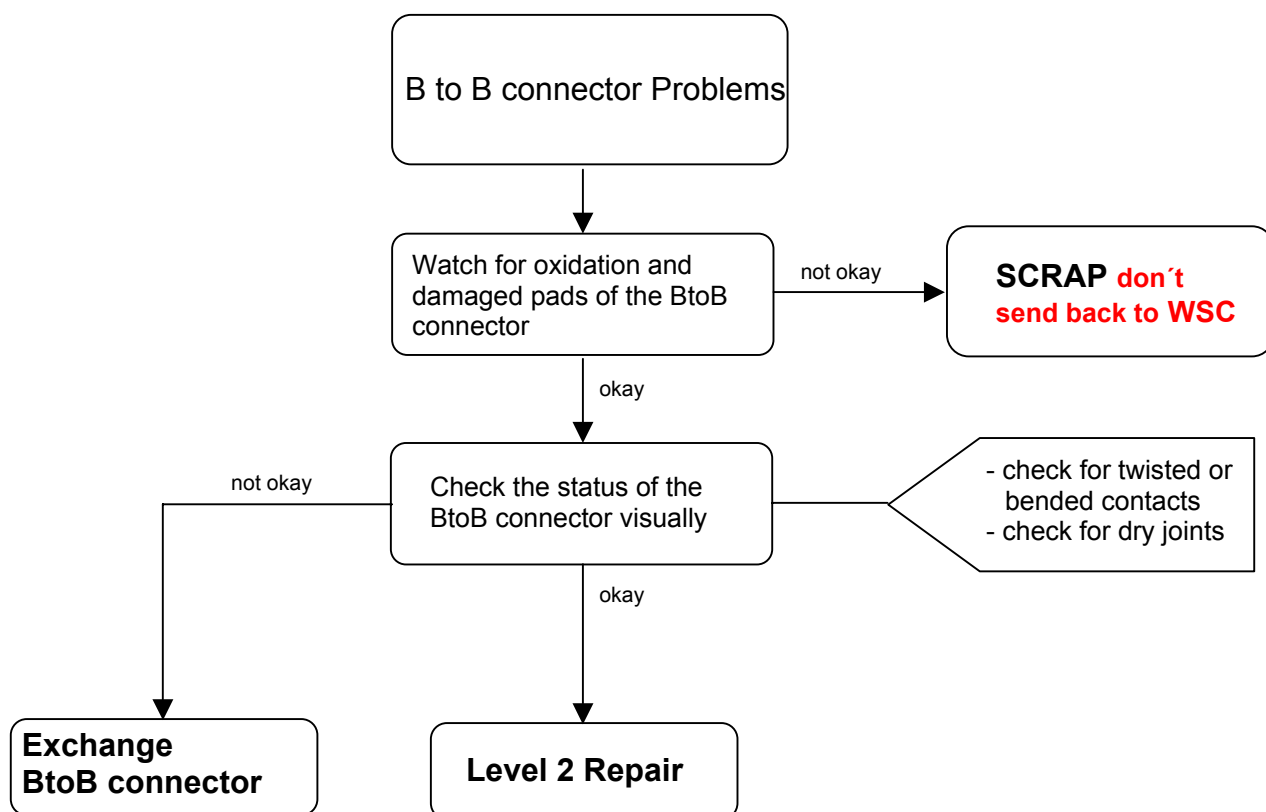 B to B connector Problems
Watch for oxidation and
damaged pads of the BtoB
connector
not okay
SCRAP don´t
send back to WSC
okay
not okay
Check the status of the
BtoB connector visually
- check for twisted or
bended contacts
- check for dry joints
okay
Exchange
BtoB connector
Level 2 Repair